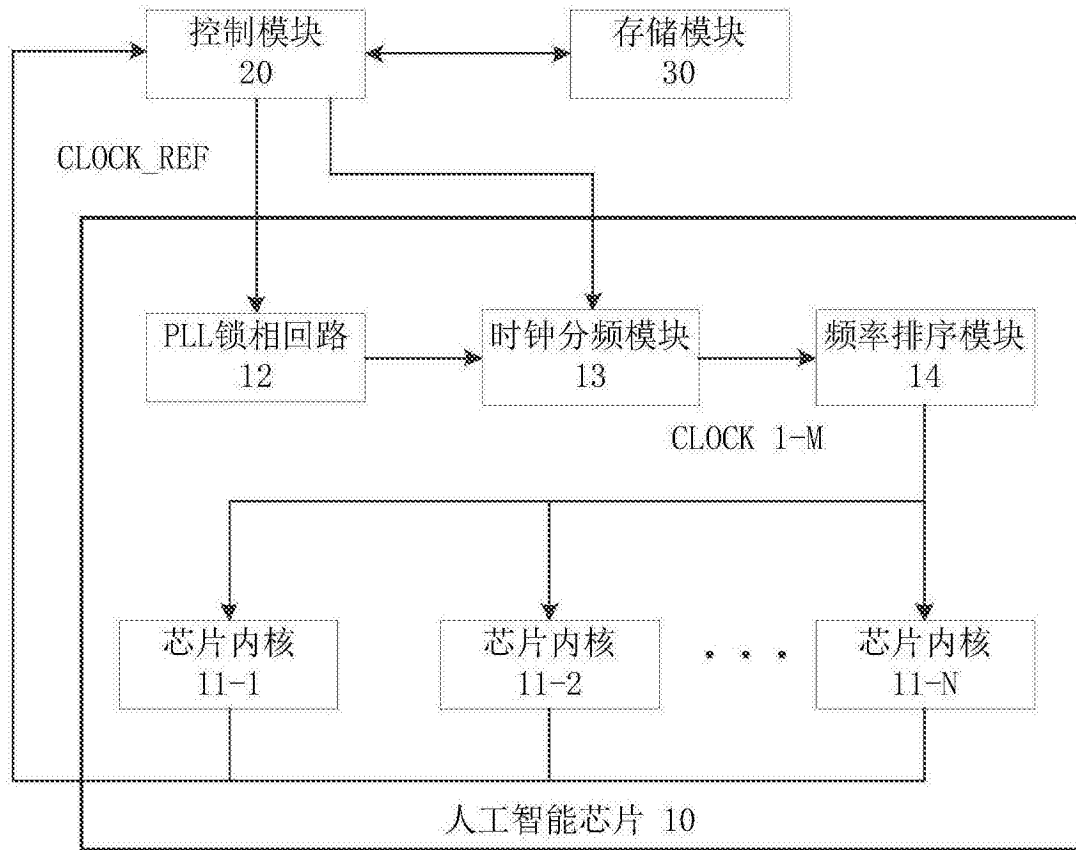 控制模块
20
存储模块
30
CLOCK_REF
PLL锁相回路
12
时钟分频模块
13
频率排序模块
14
CLOCK 1-M
芯片内核
11-1
芯片内核
11-2
芯片内核
11-N
人工智能芯片 10